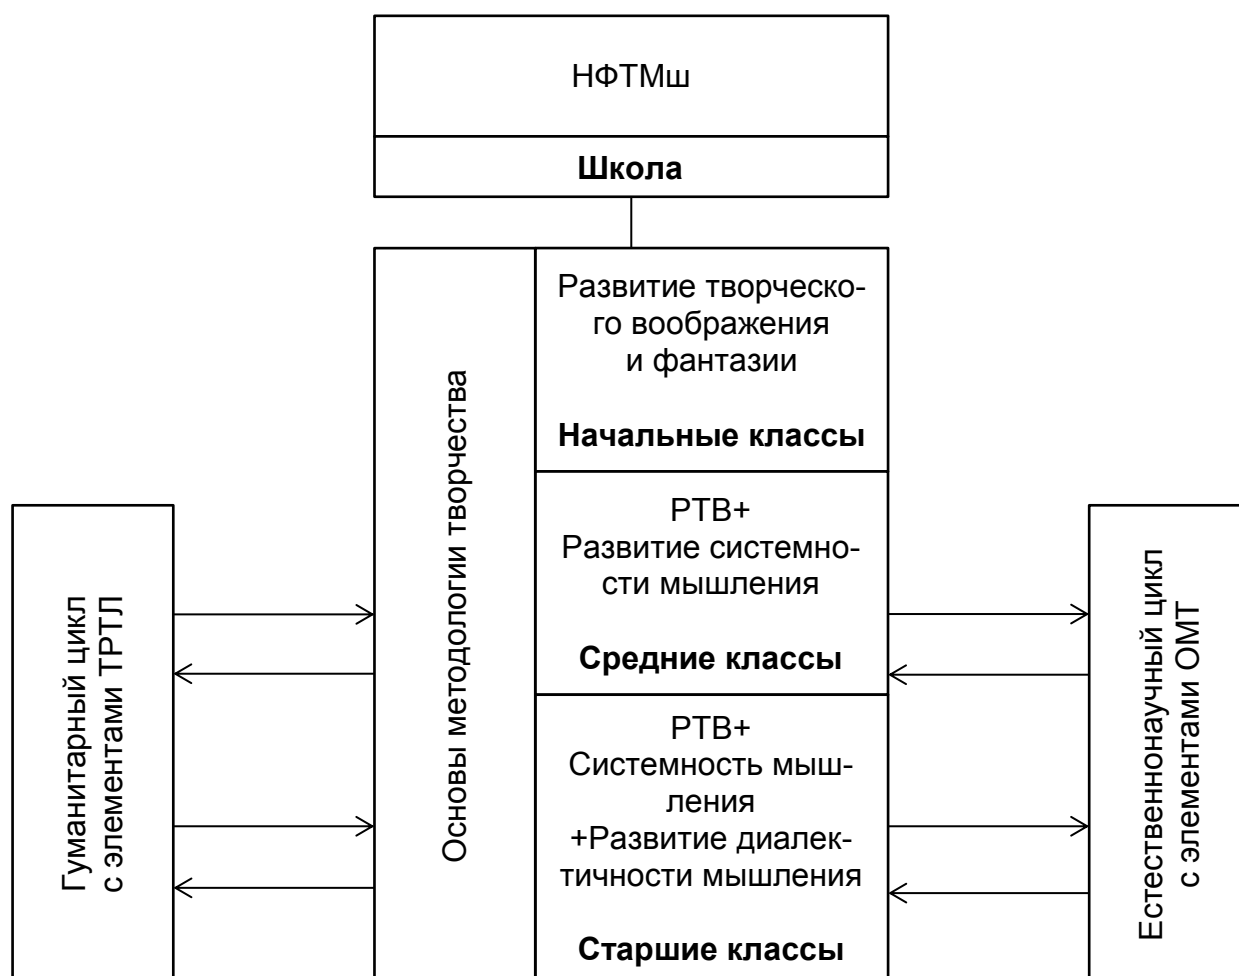 НФТМш
Школа
Основы методологии творчества
Развитие творческо-
го воображения
и фантазии
Начальные классы
РТВ+
Развитие системно-
сти мышления
Средние классы
РТВ+
Системность мыш-
ления
+Развитие диалек-
тичности мышления
Старшие классы
Гуманитарный цикл
с элементами ТРТЛ
Естественнонаучный цикл
с элементами ОМТ